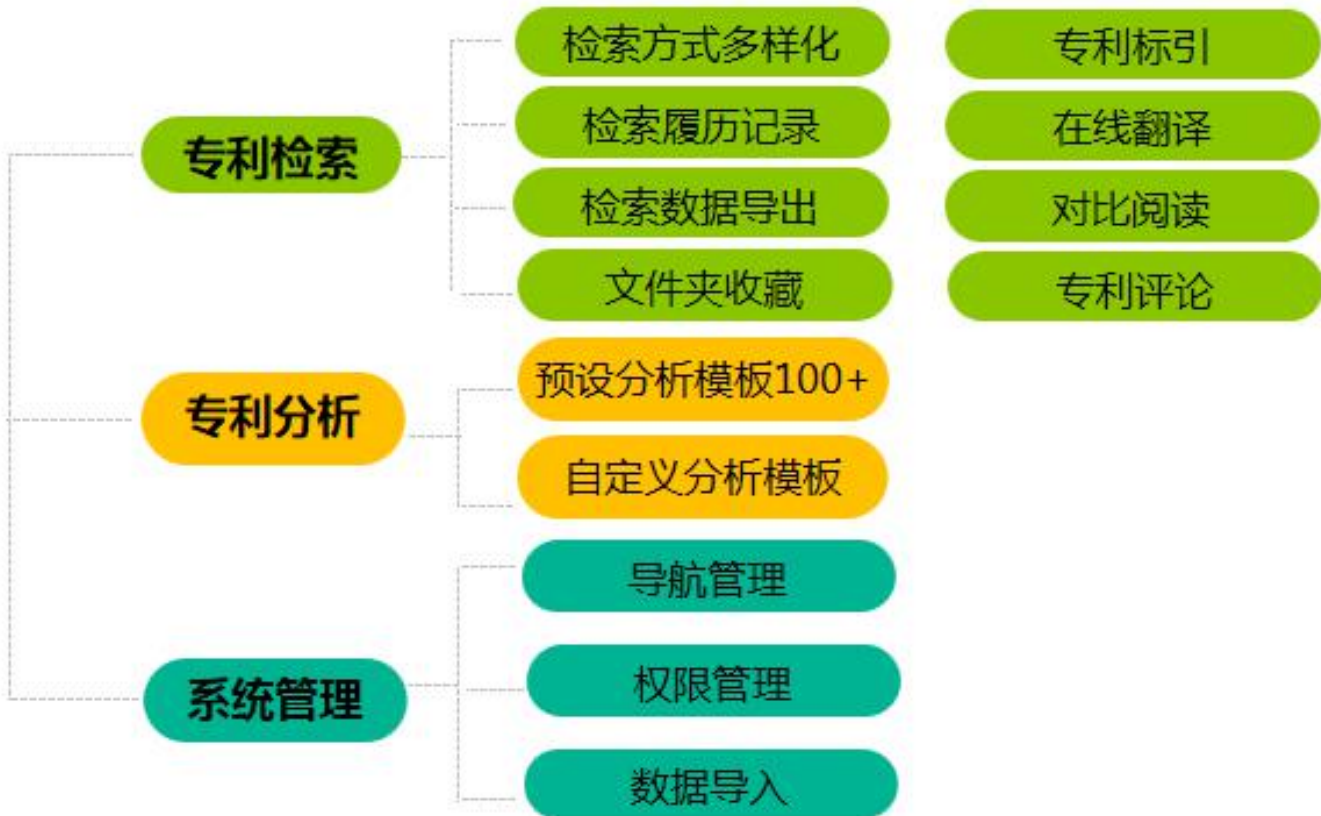 专利检索
检索方式多样化
专利标引
检索履历记录
在线翻译
检索数据导出
对比阅读
文件夹收藏
专利评论
专利分析
预设分析模板100+
自定义分析模板
系统管理
导航管理
权限管理
数据导入